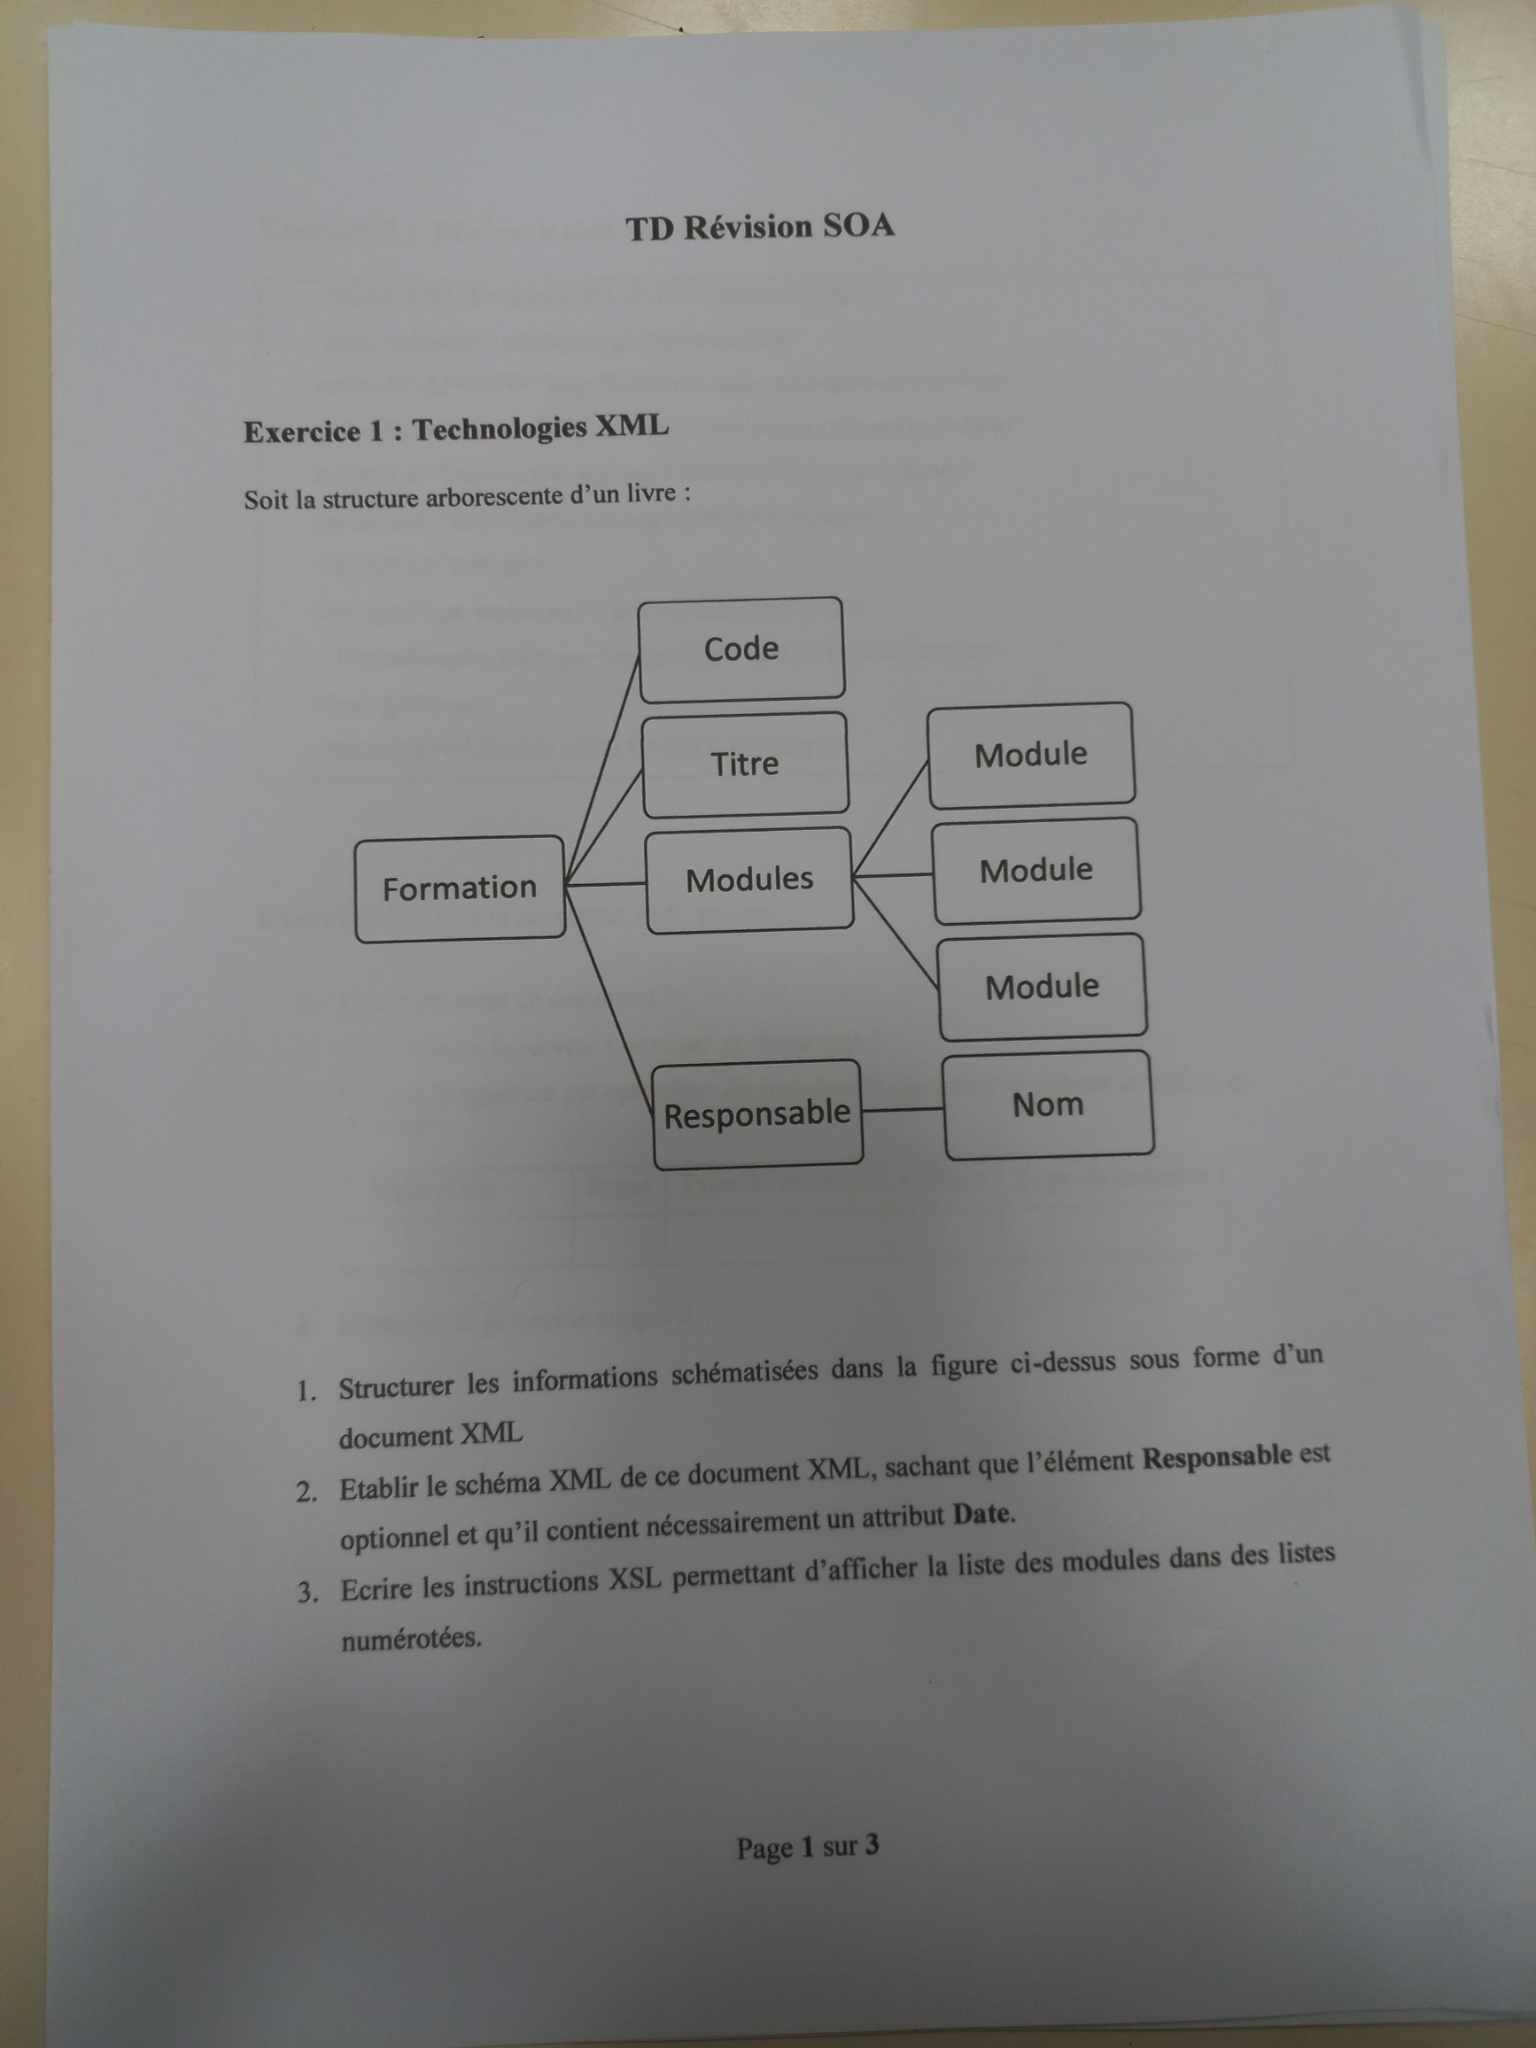 TD Révision SOA
Exercice 1 : Technologies XML
Soit la structure arborescente d'un livre :
Code
Titre
Module
Formation
Modules
Module
Module
Responsable
Nom
1. Structurer les informations schématisées dans la figure ci-dessus sous forme d'un
document XML
2. Etablir le schéma XML de ce document XML, sachant que l'élément Responsable est
optionnel et qu'il contient nécessairement un attribut Date.
3. Ecrire les instructions XSL permettant d'afficher la liste des modules dans des listes
numérotées.
Page 1 sur 3